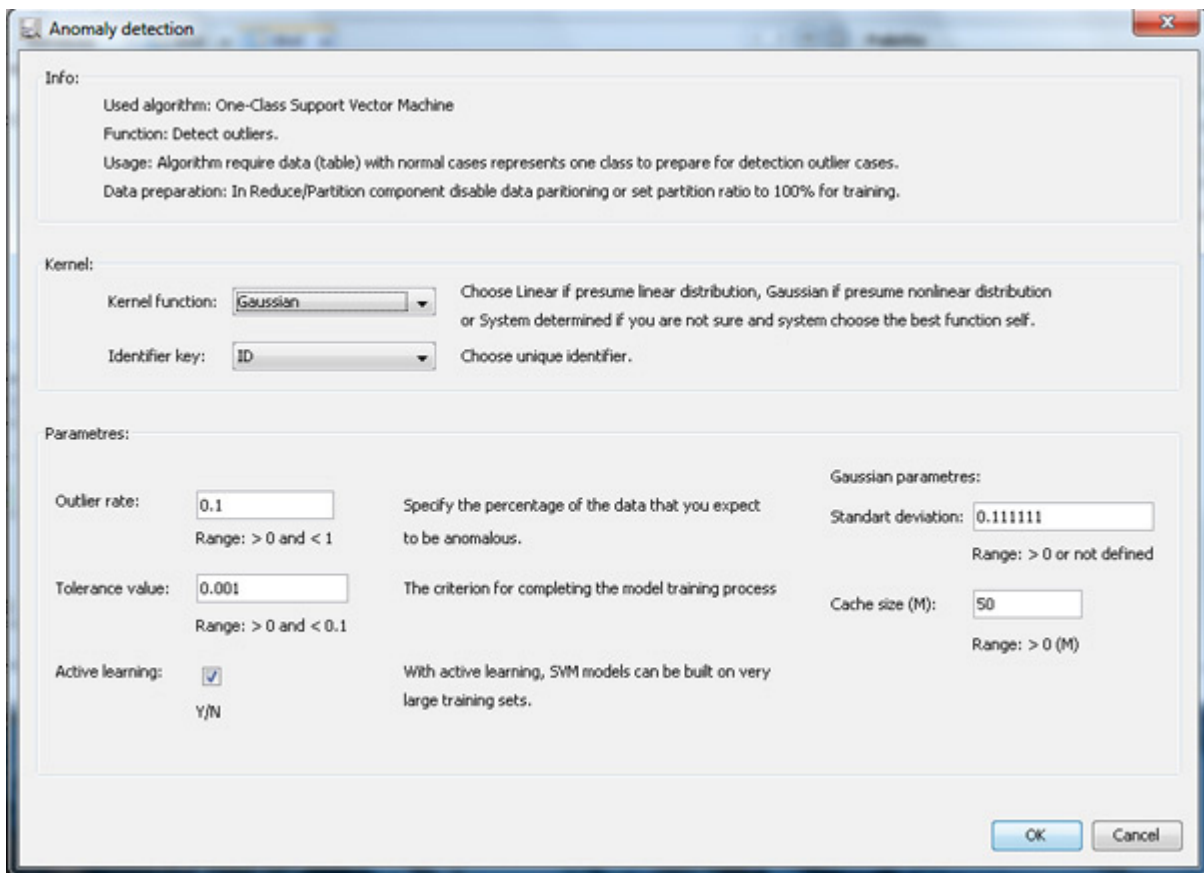 Anomaly detection
Info:
Used algorithm: One-Class Support Vector Machine
Function: Detect outliers.
Usage: Algorithm require data (table) with normal cases represents one class to prepare for detection outlier cases.
Data preparation: In Reduce/Partition component disable data paritioning or set partition ratio to 100% for training.
Kernel:
Kernel function: Gaussian
Choose Linear if presume linear distribution, Gaussian if presume nonlinear distribution
or System determined if you are not sure and system choose the best function self.
Identifier key: ID Choose unique identifier.
Parametres:
Outlier rate: 0.1
Range: > 0 and < 1
Specify the percentage of the data that you expect
to be anomalous.
Tolerance value: 0.001 The criterion for completing the model training process
Range: > 0 and < 0.1
Active learning:
Y/N
With active learning, SVM models can be built on very
large training sets.
Gaussian parametres:
Standart deviation: 0.111111
Range: > 0 or not defined
Cache size (M): 50
Range: > 0 (M)
OK Cancel